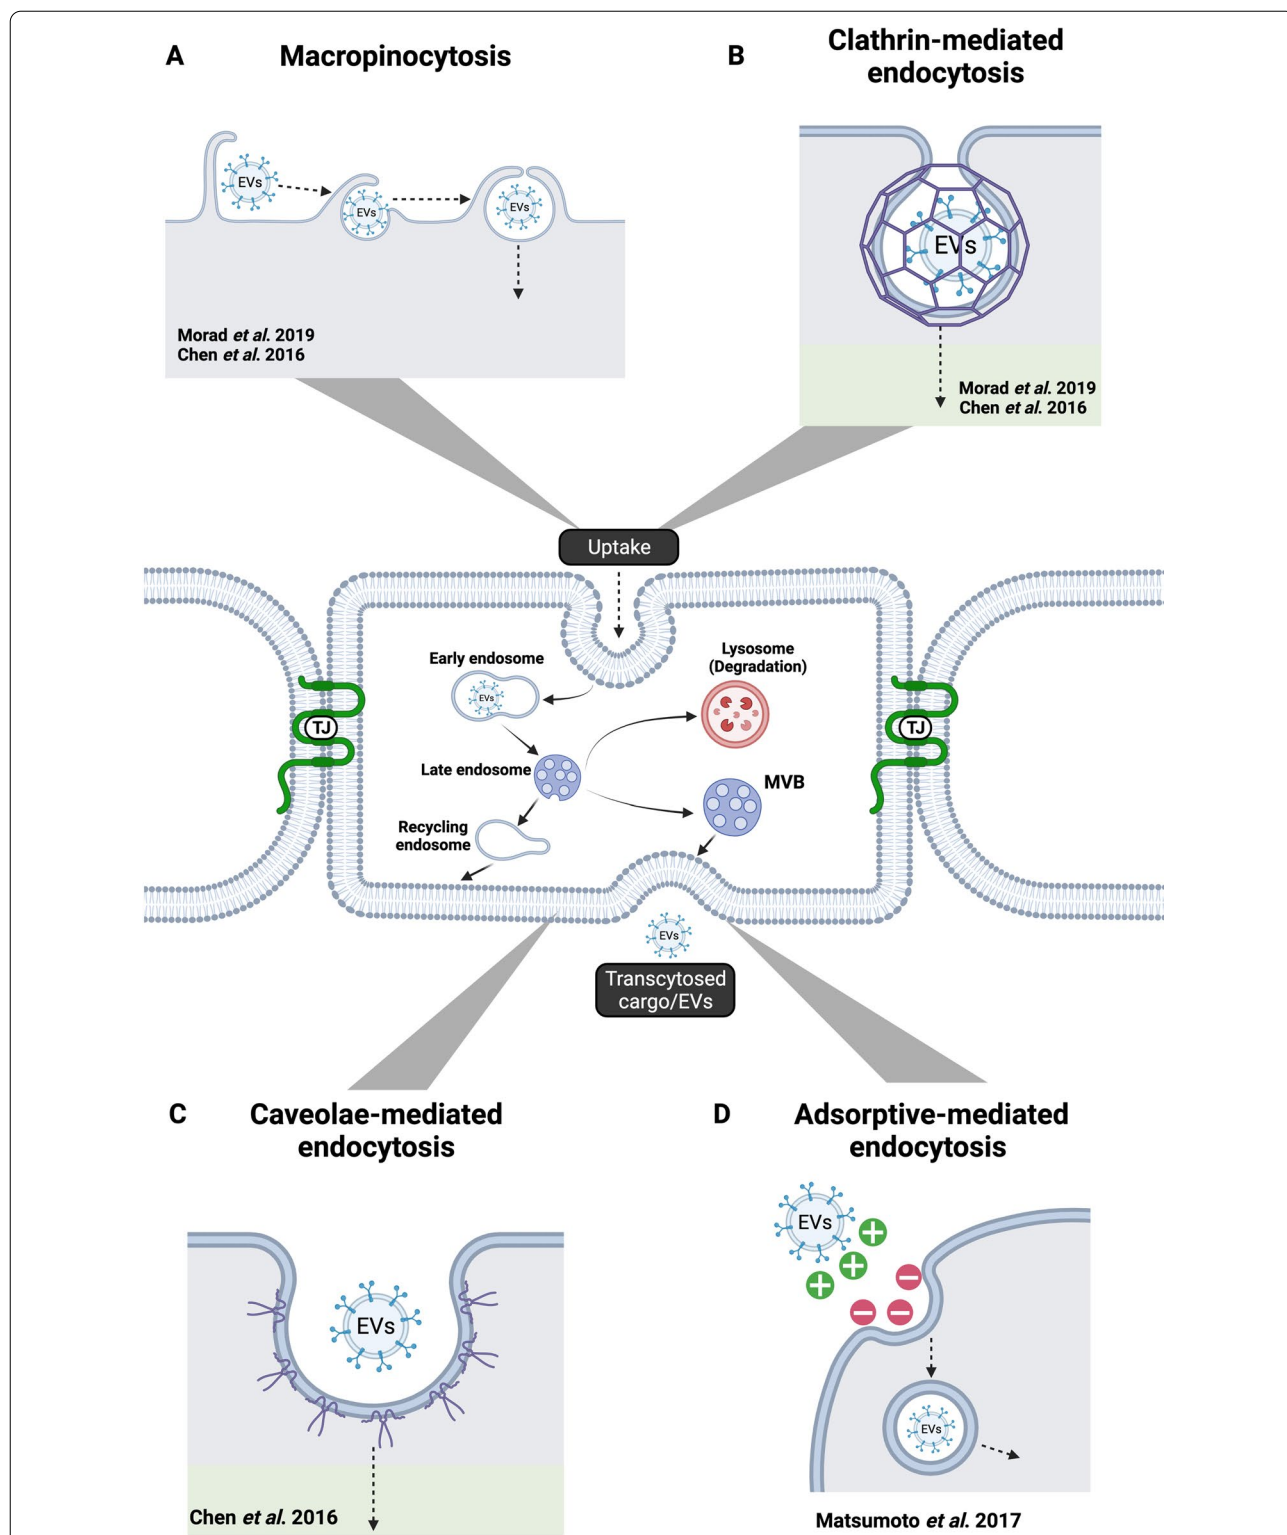 A
Macropinocytosis
EVs
EVs
EVs
Morad et al. 2019
Chen et al. 2016
B
Clathrin-mediated
endocytosis
EVs
Morad et al. 2019
Chen et al. 2016
Uptake
Early endosome
EVs
Lysosome
(Degradation)
TJ
TJ
Late endosome
MVB
Recycling
endosome
EVs
Transcytosed
cargo/EVs
C
Caveolae-mediated
endocytosis
EVs
Chen et al. 2016
D
Adsorptive-mediated
endocytosis
EVs
EVs
Matsumoto et al. 2017